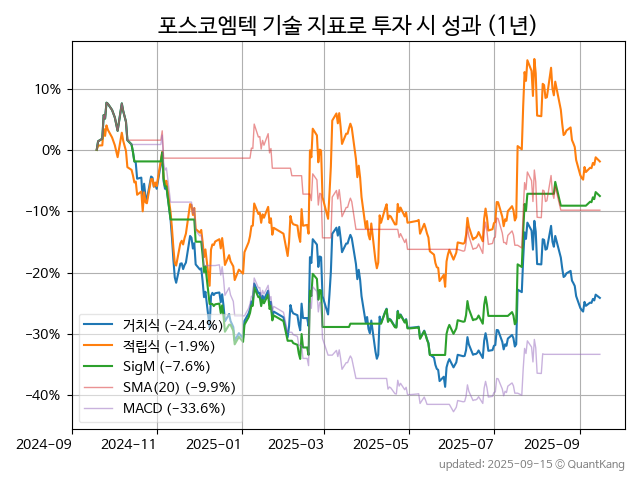 포스코엠텍 기술 지표로 투자 시 성과 (1년)
10%
0%
−10%
−20%
−30%
−40%
거치식 (−24.4%)
적립식 (−1.9%)
SigM (−7.6%)
SMA(20) (−9.9%)
MACD (−33.6%)
2024-09
2024-11
2025-01
2025-03
2025-05
2025-07
2025-09
updated: 2025-09-15 © QuantKang